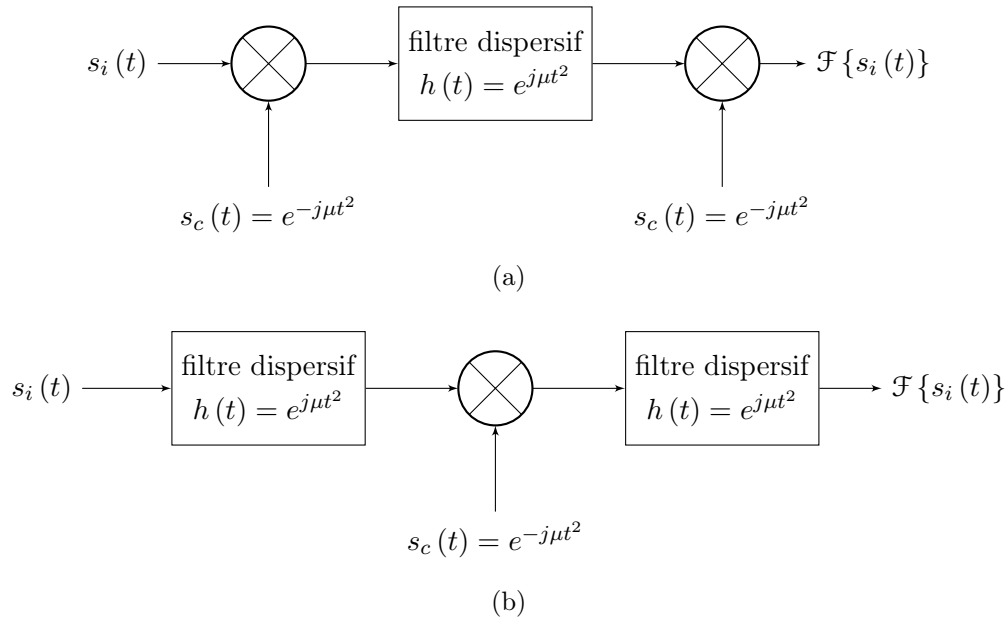 s_i(t)
filtre dispersif
h(t) = e^{jμt^2}
ℱ{s_i(t)}
s_c(t) = e^{-jμt^2}
s_c(t) = e^{-jμt^2}
(a)
s_i(t)
filtre dispersif
h(t) = e^{jμt^2}
filtre dispersif
h(t) = e^{jμt^2}
ℱ{s_i(t)}
s_c(t) = e^{-jμt^2}
(b)